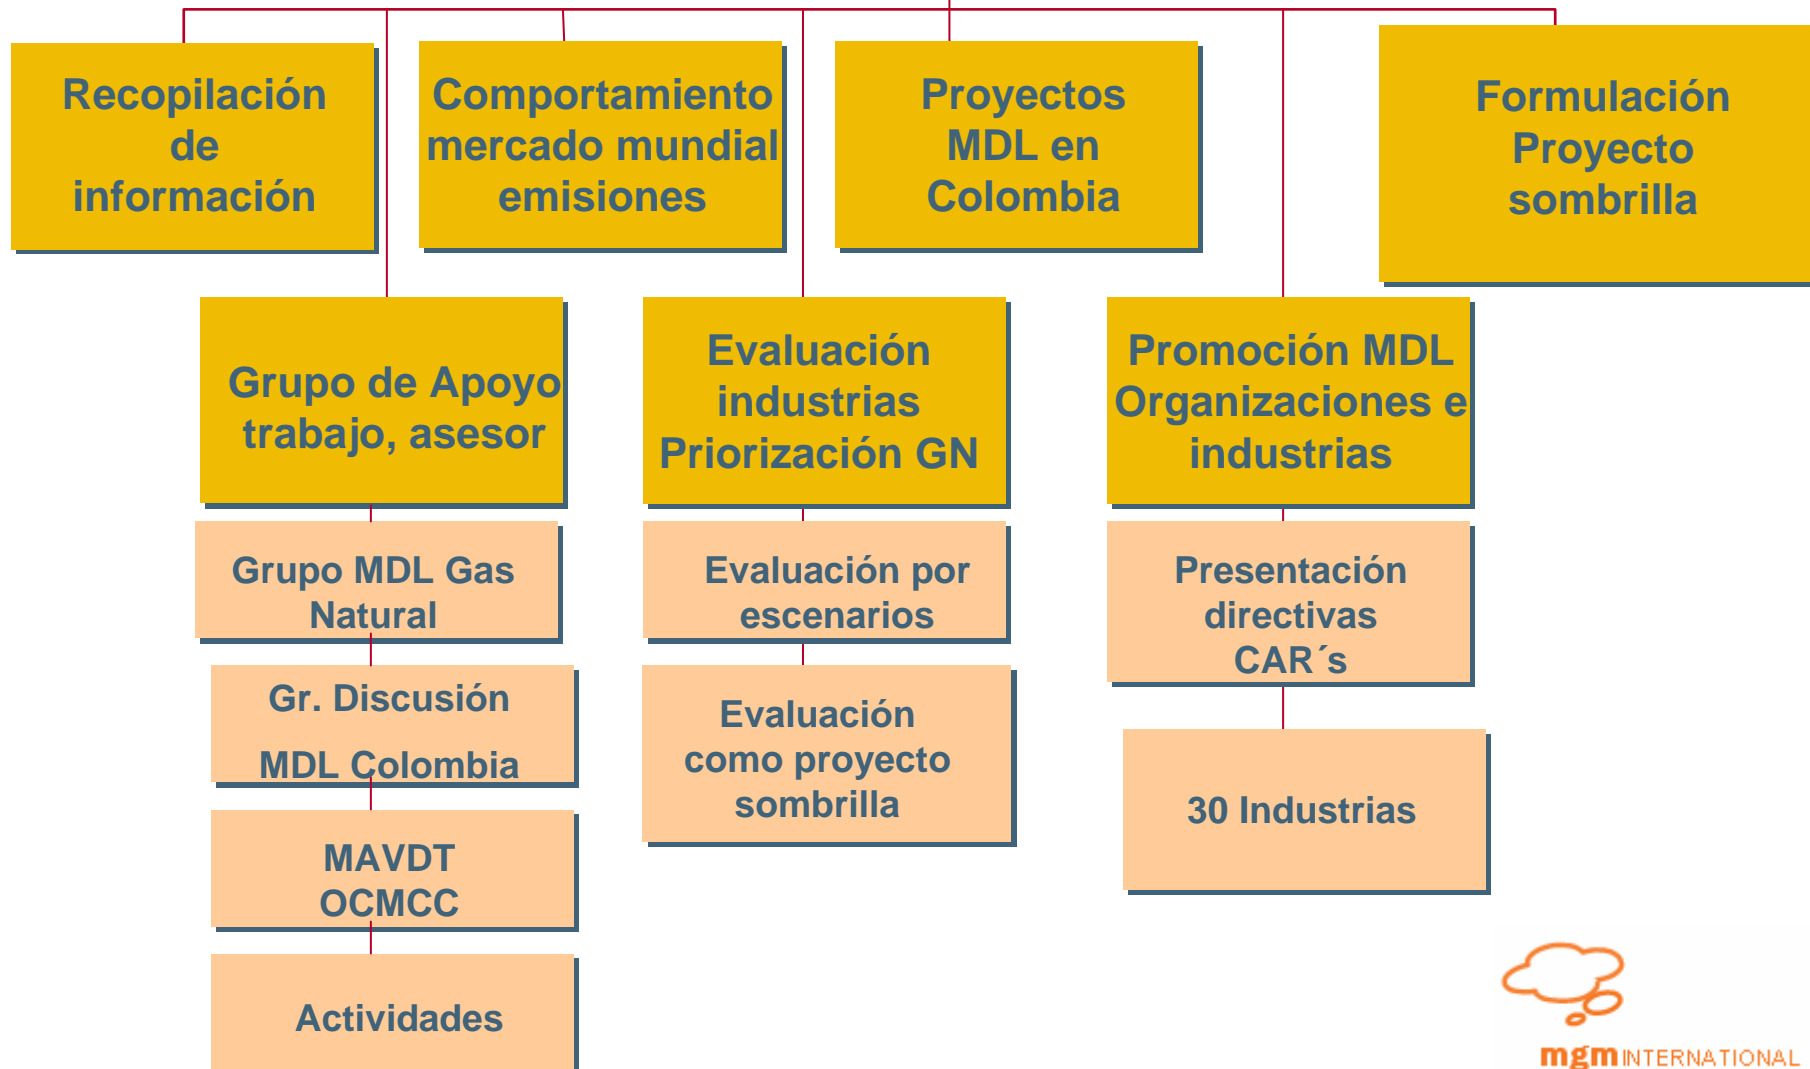 Recopilación
de
información
Comportamiento
mercado mundial
emisiones
Proyectos
MDL en
Colombia
Formulación
Proyecto
sombrilla
Grupo de Apoyo
trabajo, asesor
Grupo MDL Gas
Natural
Gr. Discusión
MDL Colombia
MAVDT
OCMCC
Actividades
Evaluación
industrias
Priorización GN
Evaluación por
escenarios
Evaluación
como proyecto
sombrilla
Promoción MDL
Organizaciones e
industrias
Presentación
directivas
CAR´s
30 Industrias
mgm INTERNATIONAL